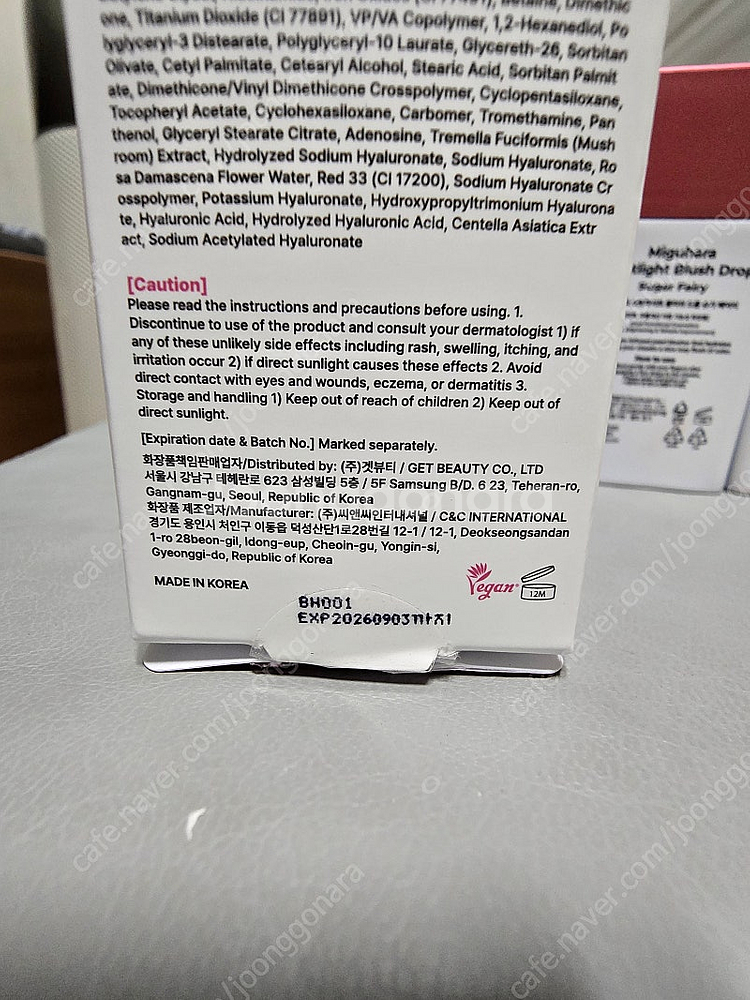 one, Titanium Dioxide (CI 77891), VP/VA Copolymer, 1,2-Hexanediol, Po
lyglyceryl-3 Distearate, Polyglyceryl-10 Laurate, Glycereth-26, Sorbitan
Olivate, Cetyl Palmitate, Cetearyl Alcohol, Stearic Acid, Sorbitan Palmit
ate, Dimethicone/Vinyl Dimethicone Crosspolymer, Cyclopentasiloxane,
Tocopheryl Acetate, Cyclohexasiloxane, Carbomer, Tromethamine, Pan
thenol, Glyceryl Stearate Citrate, Adenosine, Tremella Fuciformis (Mush
room) Extract, Hydrolyzed Sodium Hyaluronate, Sodium Hyaluronate, Ro
sa Damascena Flower Water, Red 33 (CI 17200), Sodium Hyaluronate Cr
osspolymer, Potassium Hyaluronate, Hydroxypropyltrimonium Hyalurona
te, Hyaluronic Acid, Hydrolyzed Hyaluronic Acid, Centella Asiatica Extr
act, Sodium Acetylated Hyaluronate
[Caution]
Please read the instructions and precautions before using. 1.
Discontinue to use of the product and consult your dermatologist 1) if
any of these unlikely side effects including rash, swelling, itching, and
irritation occur 2) if direct sunlight causes these effects 2. Avoid
direct contact with eyes and wounds, eczema, or dermatitis 3.
Storage and handling 1) Keep out of reach of children 2) Keep out of
direct sunlight.
[Expiration date & Batch No.] Marked separately.
화장품책임판매업자/Distributed by: (주)겟뷰티 / GET BEAUTY CO., LTD
서울시 강남구 테헤란로 623 삼성빌딩 5층 / 5F Samsung B/D. 6 23, Teheran-ro,
Gangnam-gu, Seoul, Republic of Korea
화장품 제조업자/Manufacturer: (주)씨앤씨인터내셔널 / C&C INTERNATIONAL
경기도 용인시 처인구 이동읍 덕성산단1로28번길 12-1 / 12-1, Deokseongsandan
1-ro 28beon-gil, Idong-eup, Cheoin-gu, Yongin-si,
Gyeonggi-do, Republic of Korea
MADE IN KOREA
Vegan
12M
BH001
EXP20260903까지
Miguhara
light Blush Drop
Sugar Fairy
cafe.naver.com/joonggonara
joonggonara